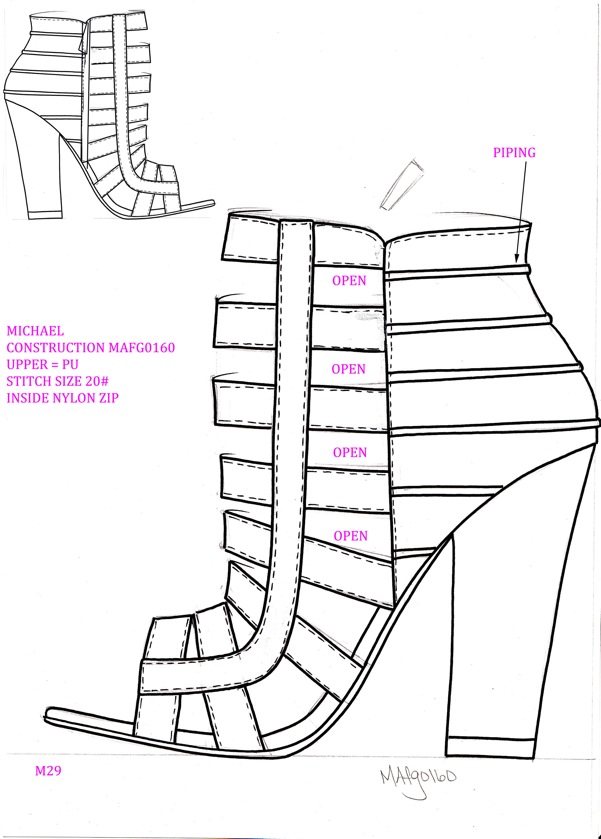 PIPING
OPEN
MICHAEL
CONSTRUCTION MAFG0160
UPPER = PU
STITCH SIZE 20#
INSIDE NYLON ZIP
OPEN
OPEN
OPEN
M29
MAfg0160